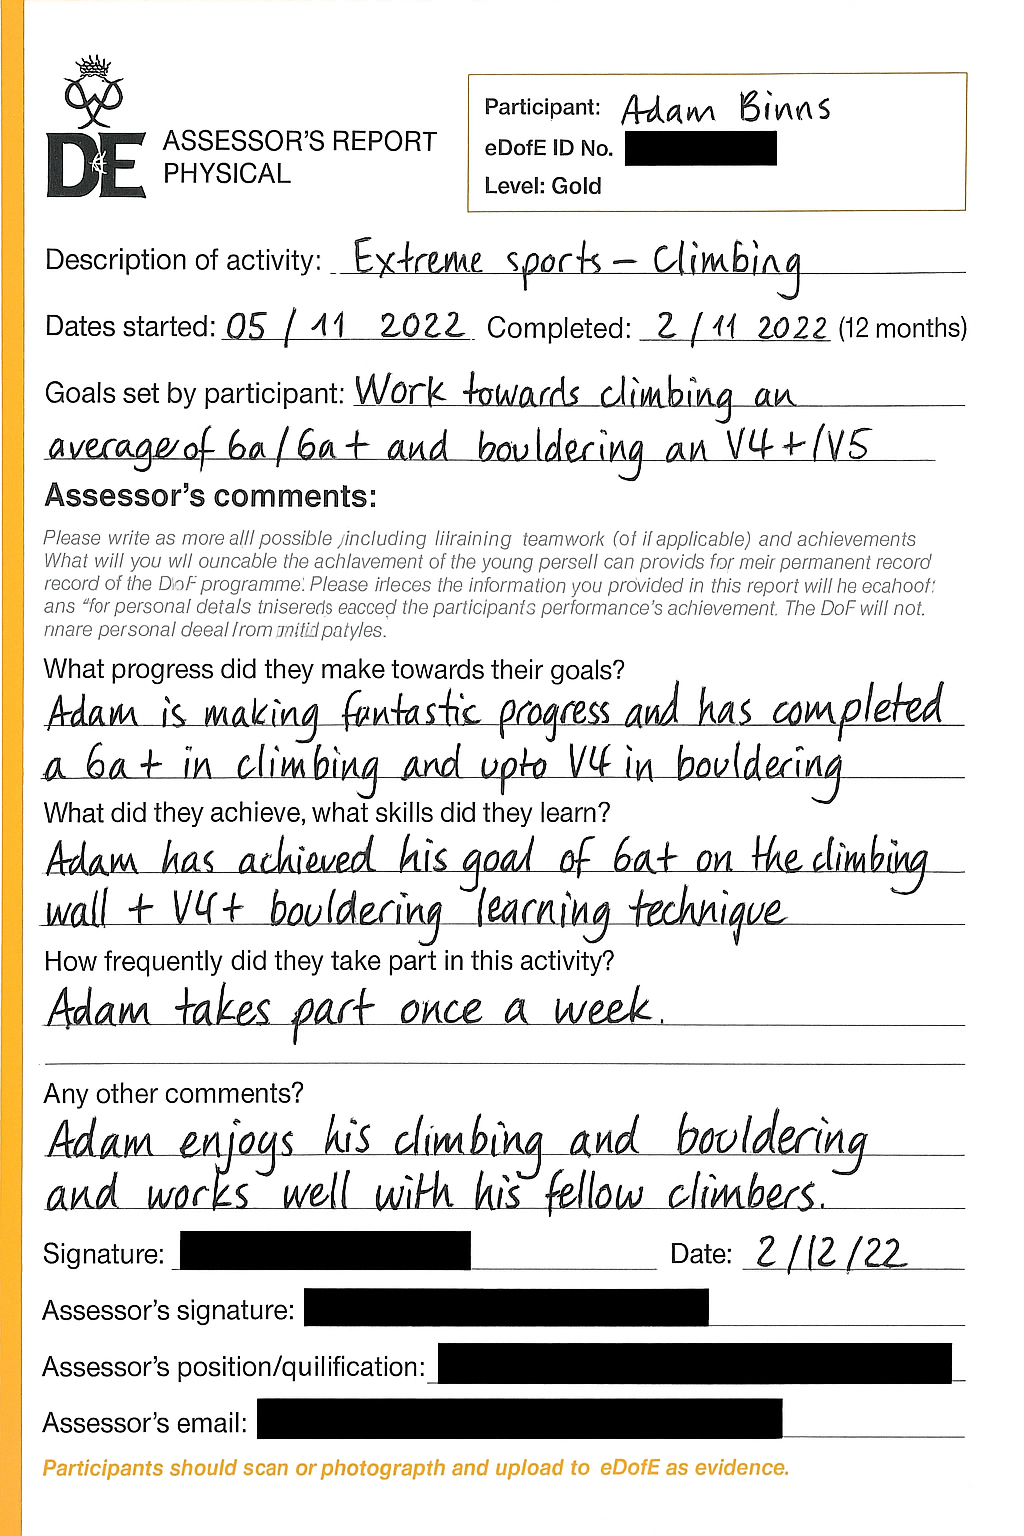 DE
ASSESSOR'S REPORT
PHYSICAL
Participant: Adam Binns
eDofE ID No.
Level: Gold
Description of activity: Extreme sports – Climbing
Dates started: 05 / 11 2022 Completed: 2 / 11 2022 (12 months)
Goals set by participant: Work towards climbing an
average of 6a / 6a + and bouldering an V4 + / V5
Assessor's comments:
Please write as more alll possible /including lilraining teamwork (of if applicable) and achievements
What will you wll ouncable the achlavement of the young persell can provids for meir permanent record
record of the DoF programme'. Please irleces the information you provided in this report will he ecahoof:
ans "for personal detals tnisereds eacced the participants performance's achievement. The DoF will not.
nnare personal deeal from patyles.
What progress did they make towards their goals?
Adam is making fantastic progress and has completed
a 6a + in climbing and upto V4 in bouldering
What did they achieve, what skills did they learn?
Adam has achieved his goal of 6a+ on the climbing
wall + V4+ bouldering learning technique
How frequently did they take part in this activity?
Adam takes part once a week.
Any other comments?
Adam enjoys his climbing and bouldering
and works well with his fellow climbers.
Signature: Date: 2 / 12 / 22
Assessor's signature:
Assessor's position/quilification:
Assessor's email:
Participants should scan or photograpth and upload to eDofE as evidence.